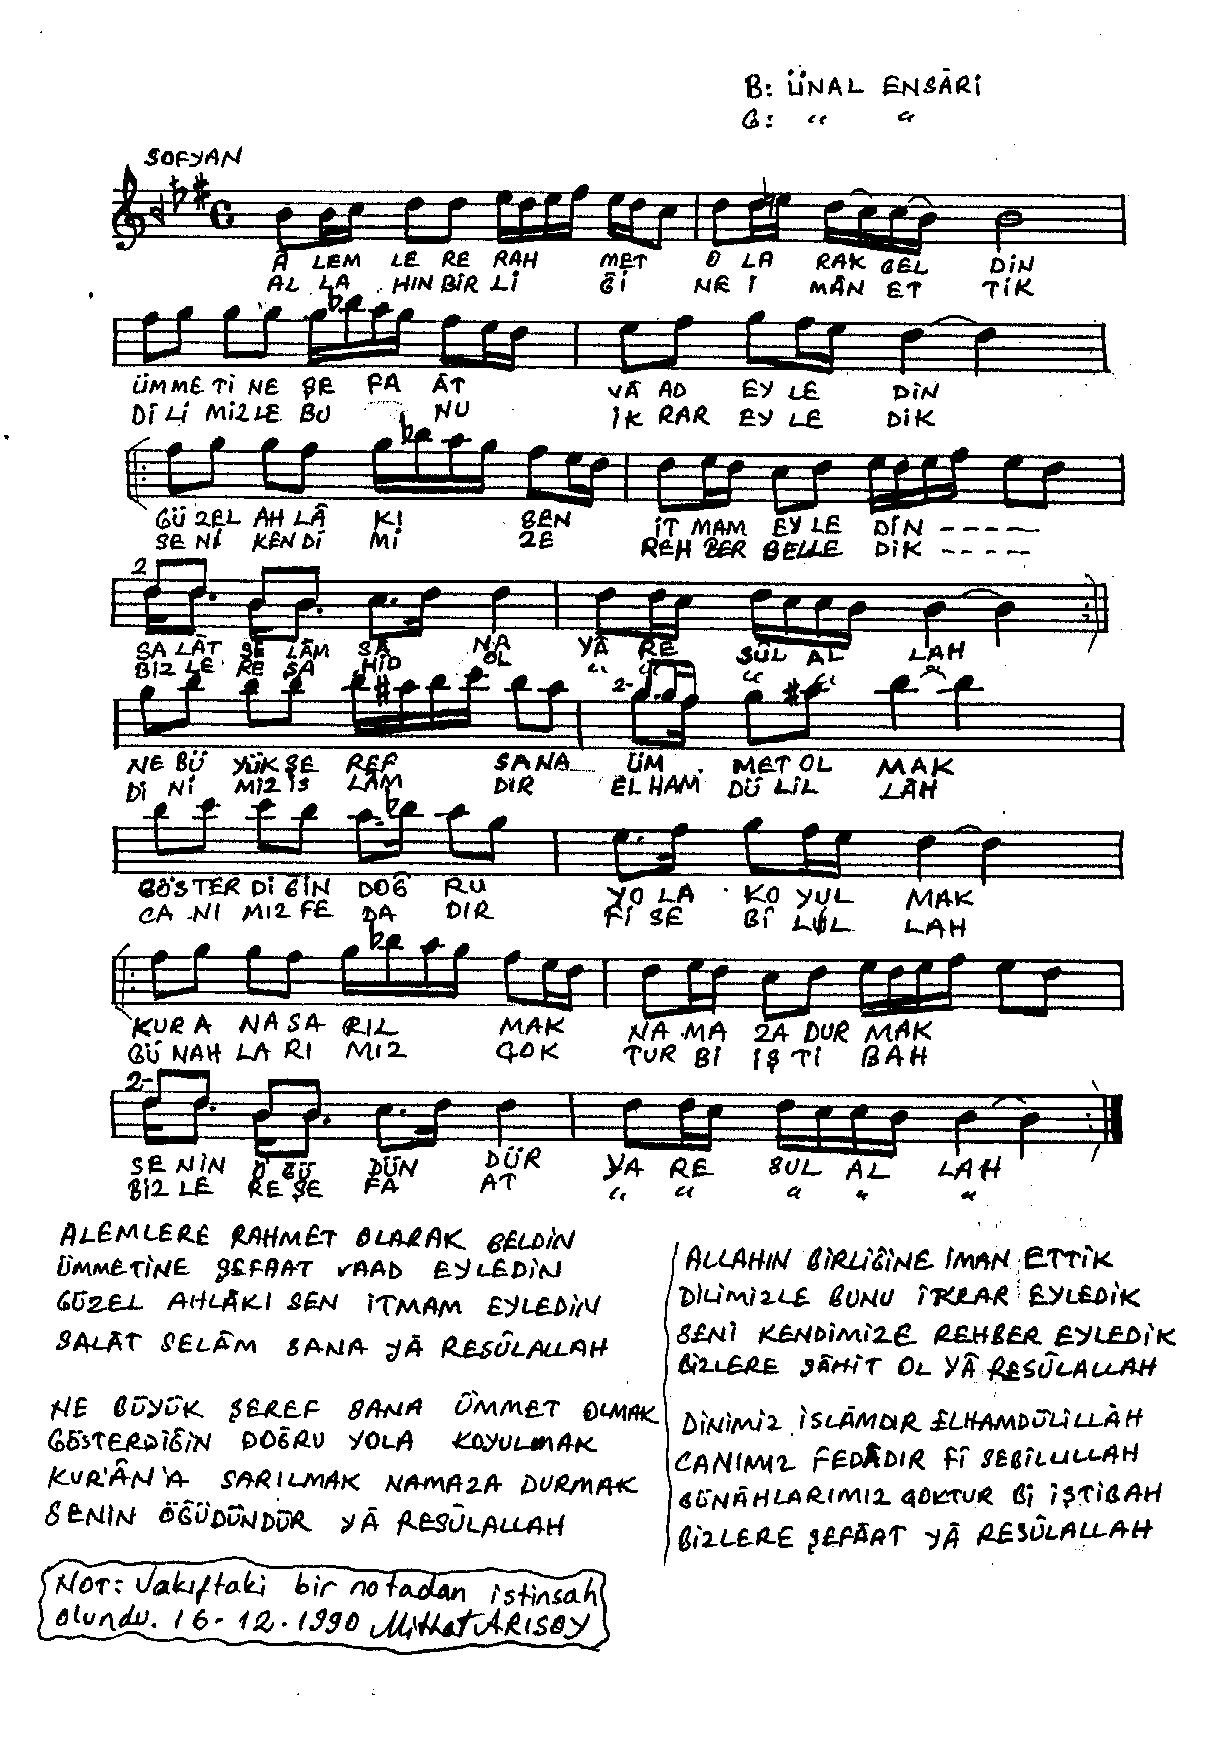 B: ÜNAL ENSÂRİ
G: “ “
SOFYAN
A LEM LE RE RAH MET O LA RAK GEL DİN
AL LA HIN BİR Lİ Ğİ NE İ MÂN ET TİK
ÜMME Tİ NE ŞE FA ÂT VÂ AD EY LE DİN
Dİ Lİ MİZ LE BU NU İK RAR EY LE DİK
GÜ ZEL AH LÂ KI SEN İT MAM EY LE DİN -----
SE Nİ KEN Dİ Mİ ZE REH BER BELLE DİK ----
2
SA LÂT SE LÂM SA NA YÂ RE SÛL AL LAH
BİZ LE RE ŞA HİD OL “ “ “ “ “
2-
NE BÜ YÜK ŞE REF SANA ÜM MET OL MAK
Dİ Nİ MİZ İS LÂM DIR EL HAM DÜ LİL LÂH
GÖSTER Dİ ĞİN DOĞ RU YO LA KO YUL MAK
CA NI MIZ FE DA DIR Fİ SE BÎ LÜL LAH
KUR A NA SA RIL MAK NA MA ZA DUR MAK
GÜ NAH LA RI MIZ ÇOK TUR Bİ İŞ Tİ BAH
2-
SE NİN Ö ĞÜ DÜN DÜR YA RE SUL AL LAH
BİZ LE RE ŞE FA AT “ “ “ “ “
ALEMLERE RAHMET OLARAK GELDİN
ÜMMETİNE ŞEFAAT VAAD EYLEDİN
GÜZEL AHLÂKI SEN İTMAM EYLEDİN
SALÂT SELÂM SANA YÂ RESÛLALLAH
NE BÜYÜK ŞEREF SANA ÜMMET OLMAK
GÖSTERDİĞİN DOĞRU YOLA KOYULMAK
KUR'ÂN'A SARILMAK NAMAZA DURMAK
SENİN ÖĞÜDÜNDÜR YÂ RESÛLALLAH
ALLAHIN BİRLİĞİNE İMAN ETTİK
DİLİMİZLE BUNU İKRAR EYLEDİK
SENİ KENDİMİZE REHBER EYLEDİK
BİZLERE ŞÂHİT OL YÂ RESÛLALLAH
DİNİMİZ İSLÂMDIR ELHAMDÜLİLLÂH
CANIMIZ FEDÂDIR FÎ SEBİLULLAH
GÜNÂHLARIMIZ ÇOKTUR BÎ İŞTİBAH
BİZLERE ŞEFÂAT YÂ RESÛLALLAH
NOT: Vakıftaki bir notadan istinsah
olundu. 16-12-1990 Mithat ARISOY